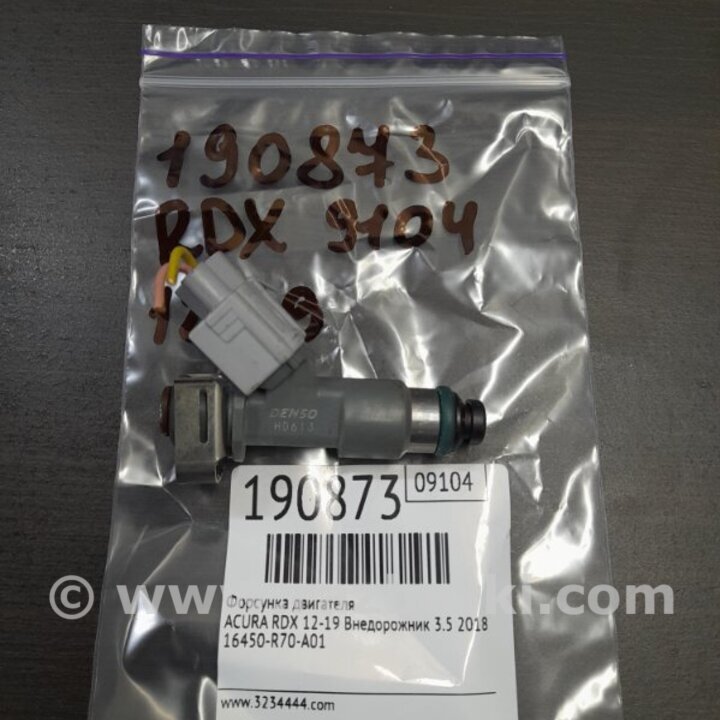 190873
RDX 9104
DENSO
HD613
190873
09104
Форсунка двигателя
ACURA RDX 12-19 Внедорожник 3.5 2018
16450-R70-A01
www.3234444.com